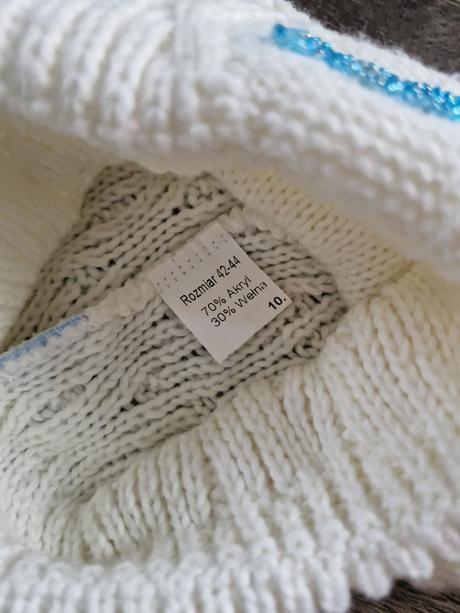 Rozmiar 42-44
70% Akryl
30% Wełna
10.